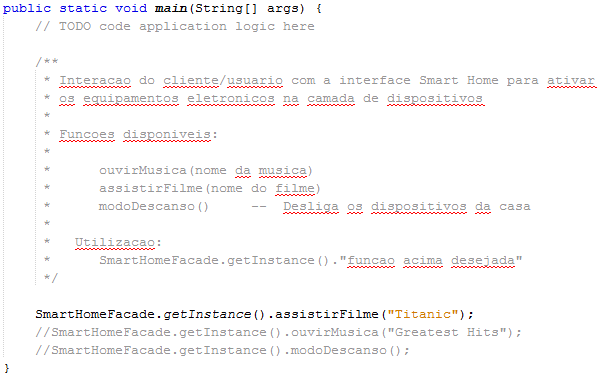 public static void main(String[] args) {
    // TODO code application logic here
    /**
     * Interacao do cliente/usuario com a interface Smart Home para ativar
     * os equipamentos eletronicos na camada de dispositivos
     *
     * Funcoes disponiveis:
     *
     *      ouvirMusica(nome da musica)
     *      assistirFilme(nome do filme)
     *      modoDescanso()     --  Desliga os dispositivos da casa
     *
     *   Utilizacao:
     *      SmartHomeFacade.getInstance()."funcao acima desejada"
     */
    SmartHomeFacade.getInstance().assistirFilme("Titanic");
    //SmartHomeFacade.getInstance().ouvirMusica("Greatest Hits");
    //SmartHomeFacade.getInstance().modoDescanso();
}